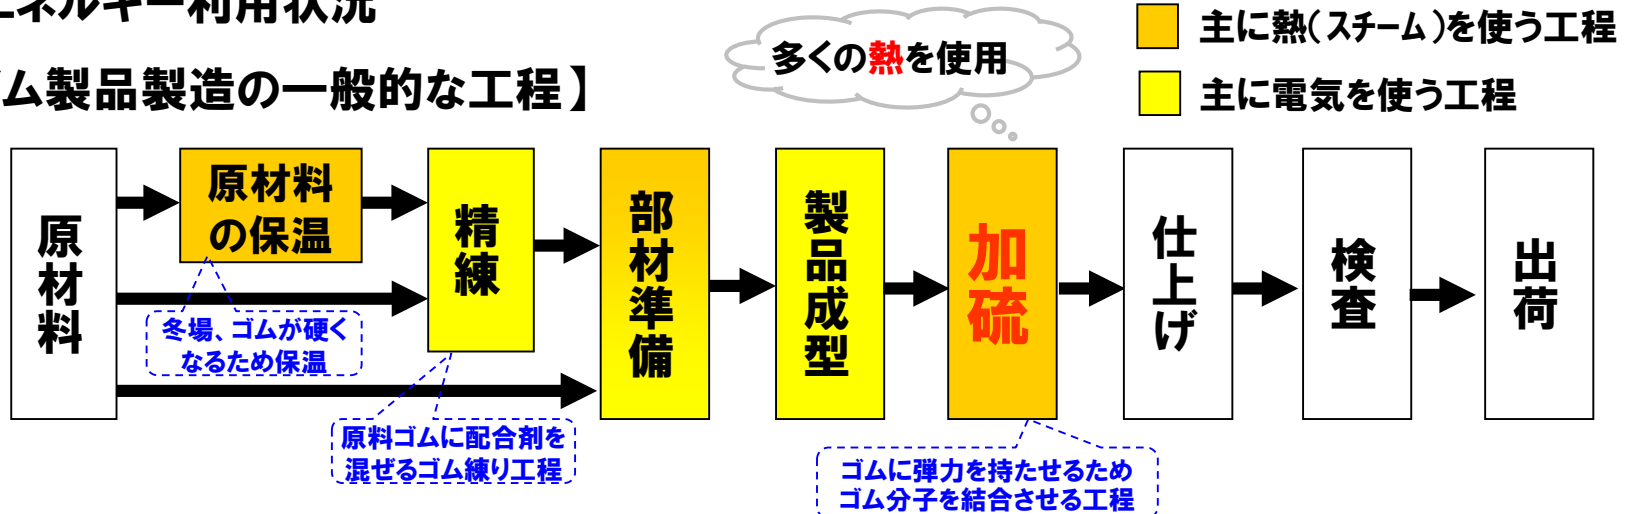 エネルギー利用状況
ム製品製造の一般的な工程】
多くの熱を使用
主に熱(スチーム)を使う工程
主に電気を使う工程
原材料
原材料
の保温
精練
部材準備
製品成型
加硫
仕上げ
検査
出荷
冬場、ゴムが硬く
なるため保温
原料ゴムに配合剤を
混ぜるゴム練り工程
ゴムに弾力を持たせるため
ゴム分子を結合させる工程